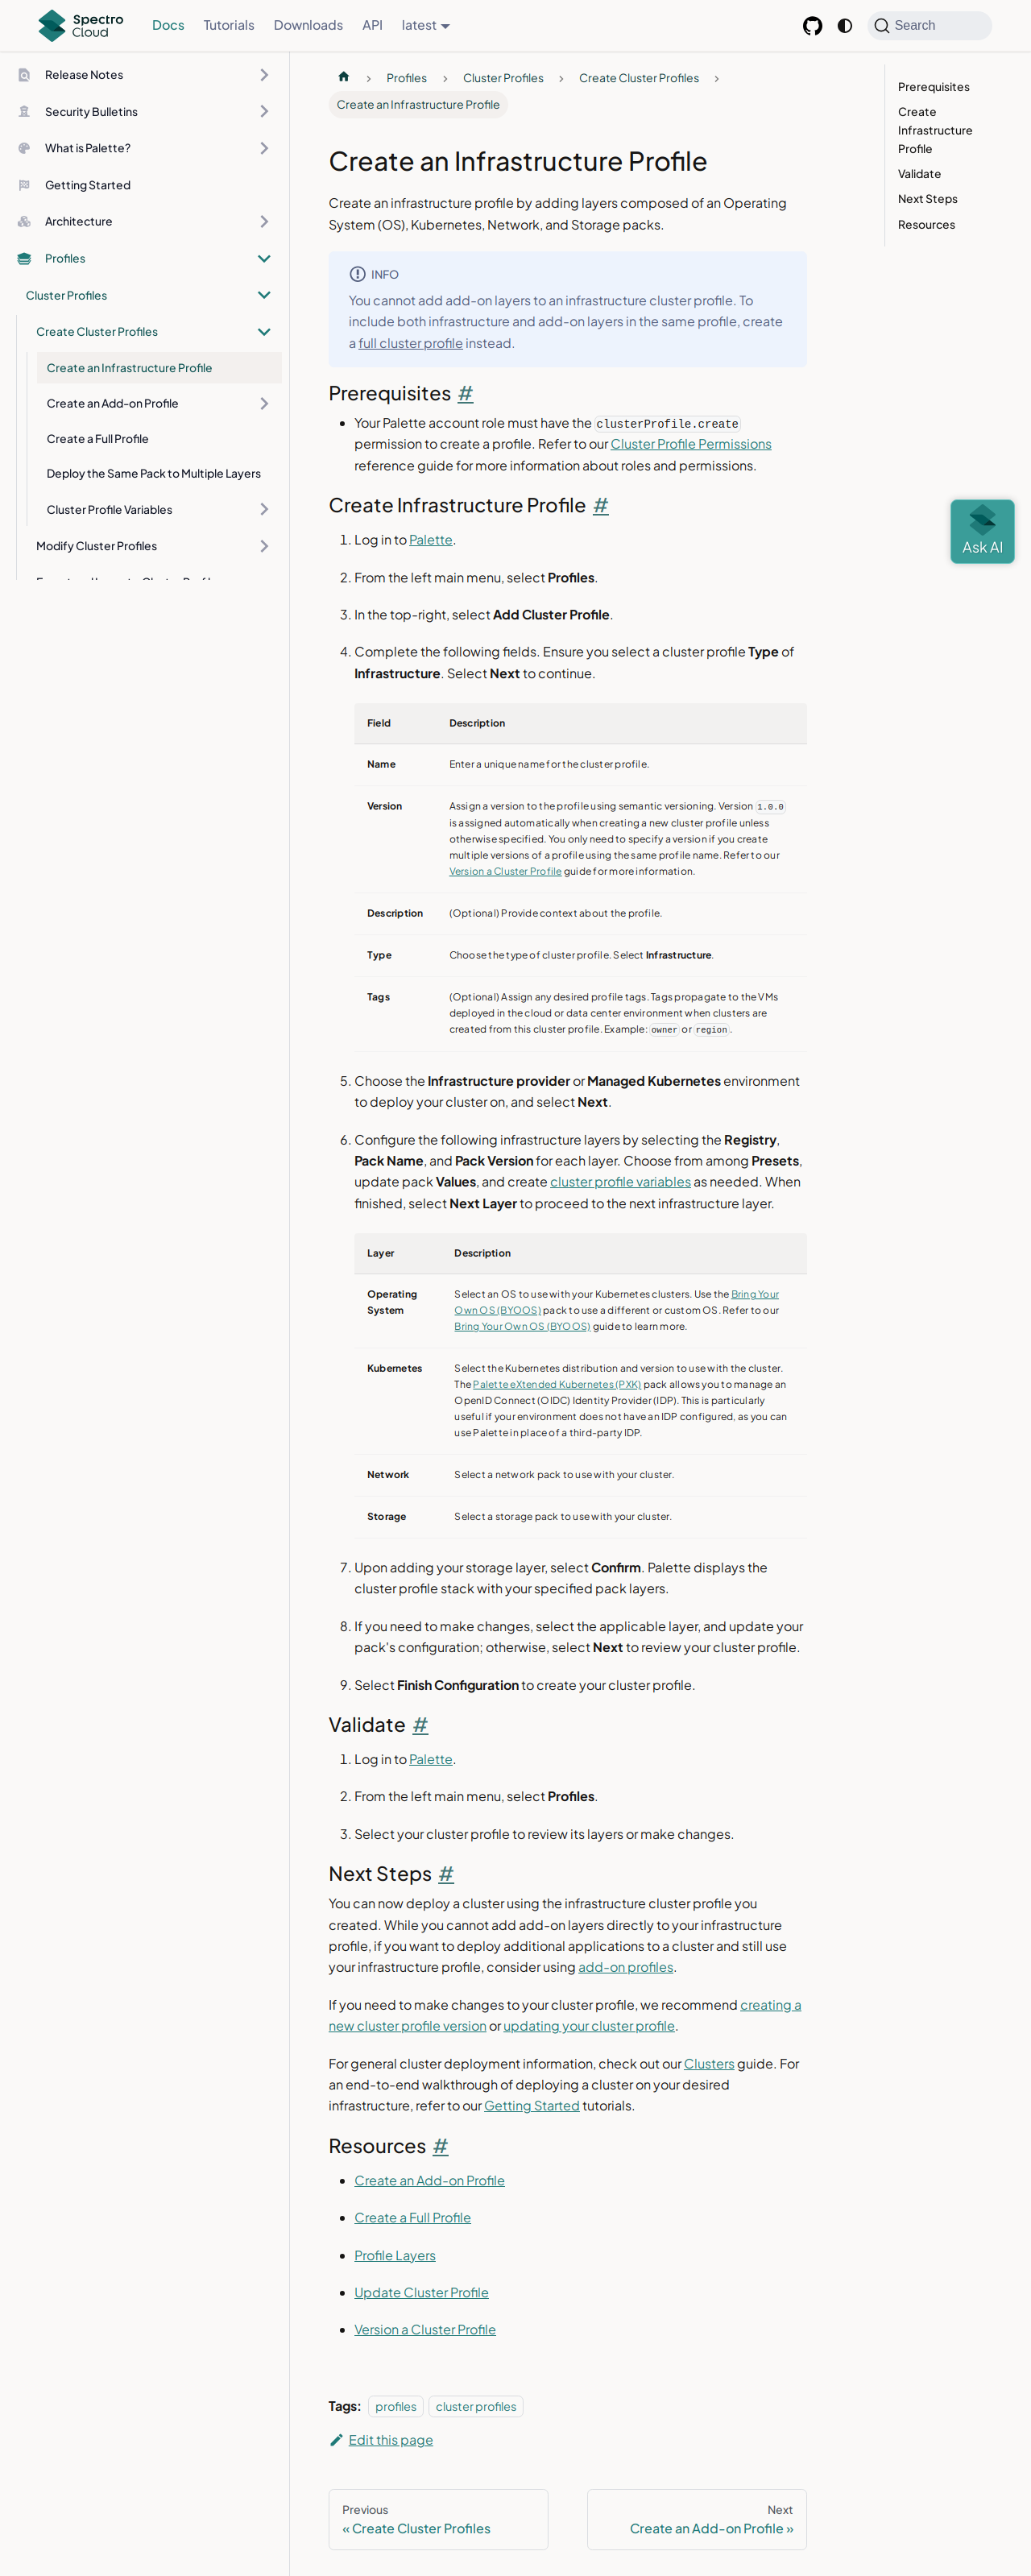 Spectro Cloud
Docs
Tutorials
Downloads
API
latest
Search
Release Notes
Security Bulletins
What is Palette?
Getting Started
Architecture
Profiles
Cluster Profiles
Create Cluster Profiles
Create an Infrastructure Profile
Create an Add-on Profile
Create a Full Profile
Deploy the Same Pack to Multiple Layers
Cluster Profile Variables
Modify Cluster Profiles
Profiles
Cluster Profiles
Create Cluster Profiles
Create an Infrastructure Profile
Create an Infrastructure Profile
Create an infrastructure profile by adding layers composed of an Operating
System (OS), Kubernetes, Network, and Storage packs.
INFO
You cannot add add-on layers to an infrastructure cluster profile. To
include both infrastructure and add-on layers in the same profile, create
a full cluster profile instead.
Prerequisites #
Your Palette account role must have the clusterProfile.create
permission to create a profile. Refer to our Cluster Profile Permissions
reference guide for more information about roles and permissions.
Create Infrastructure Profile #
1. Log in to Palette.
2. From the left main menu, select Profiles.
3. In the top-right, select Add Cluster Profile.
4. Complete the following fields. Ensure you select a cluster profile Type of
Infrastructure. Select Next to continue.
Field Description
Name Enter a unique name for the cluster profile.
Version Assign a version to the profile using semantic versioning. Version 1.0.0
is assigned automatically when creating a new cluster profile unless
otherwise specified. You only need to specify a version if you create
multiple versions of a profile using the same profile name. Refer to our
Version a Cluster Profile guide for more information.
Description (Optional) Provide context about the profile.
Type Choose the type of cluster profile. Select Infrastructure.
Tags (Optional) Assign any desired profile tags. Tags propagate to the VMs
deployed in the cloud or data center environment when clusters are
created from this cluster profile. Example: owner or region.
5. Choose the Infrastructure provider or Managed Kubernetes environment
to deploy your cluster on, and select Next.
6. Configure the following infrastructure layers by selecting the Registry,
Pack Name, and Pack Version for each layer. Choose from among Presets,
update pack Values, and create cluster profile variables as needed. When
finished, select Next Layer to proceed to the next infrastructure layer.
Layer Description
Operating System Select an OS to use with your Kubernetes clusters. Use the Bring Your
Own OS (BYOOS) pack to use a different or custom OS. Refer to our
Bring Your Own OS (BYOOS) guide to learn more.
Kubernetes Select the Kubernetes distribution and version to use with the cluster.
The Palette eXtended Kubernetes (PXK) pack allows you to manage an
OpenID Connect (OIDC) Identity Provider (IDP). This is particularly
useful if your environment does not have an IDP configured, as you can
use Palette in place of a third-party IDP.
Network Select a network pack to use with your cluster.
Storage Select a storage pack to use with your cluster.
7. Upon adding your storage layer, select Confirm. Palette displays the
cluster profile stack with your specified pack layers.
8. If you need to make changes, select the applicable layer, and update your
pack's configuration; otherwise, select Next to review your cluster profile.
9. Select Finish Configuration to create your cluster profile.
Validate #
1. Log in to Palette.
2. From the left main menu, select Profiles.
3. Select your cluster profile to review its layers or make changes.
Next Steps #
You can now deploy a cluster using the infrastructure cluster profile you
created. While you cannot add add-on layers directly to your infrastructure
profile, if you want to deploy additional applications to a cluster and still use
your infrastructure profile, consider using add-on profiles.
If you need to make changes to your cluster profile, we recommend creating a
new cluster profile version or updating your cluster profile.
For general cluster deployment information, check out our Clusters guide. For
an end-to-end walkthrough of deploying a cluster on your desired
infrastructure, refer to our Getting Started tutorials.
Resources #
Create an Add-on Profile
Create a Full Profile
Profile Layers
Update Cluster Profile
Version a Cluster Profile
Tags: profiles cluster profiles
Edit this page
Previous
« Create Cluster Profiles
Next
Create an Add-on Profile »
Prerequisites
Create
Infrastructure
Profile
Validate
Next Steps
Resources
Ask AI